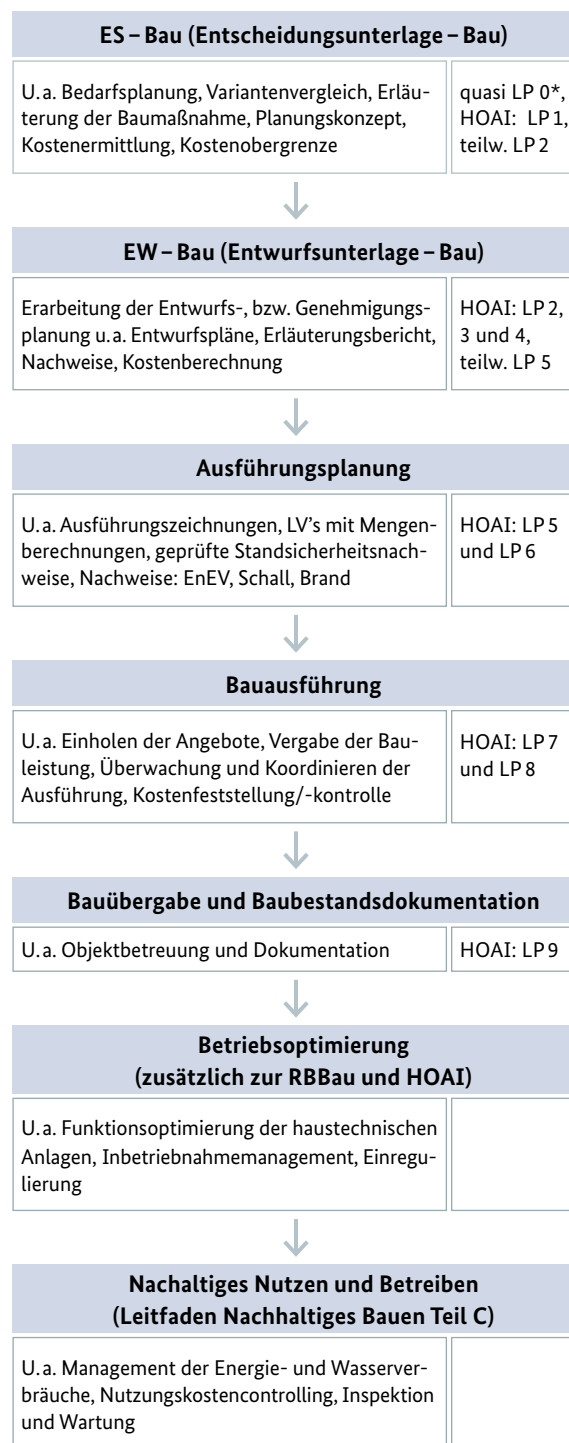 ES – Bau (Entscheidungsunterlage – Bau)
U. a. Bedarfsplanung, Variantenvergleich, Erläu-
terung der Baumaßnahme, Planungskonzept,
Kostenermittlung, Kostenobergrenze
quasi LP 0*,
HOAI: LP 1,
teilw. LP 2
EW – Bau (Entwurfsunterlage – Bau)
Erarbeitung der Entwurfs-, bzw. Genehmigungs-
planung u. a. Entwurfspläne, Erläuterungsbericht,
Nachweise, Kostenberechnung
HOAI: LP 2,
3 und 4,
teilw. LP 5
Ausführungsplanung
U. a. Ausführungszeichnungen, LV's mit Mengen-
berechnungen, geprüfte Standsicherheitsnach-
weise, Nachweise: EnEV, Schall, Brand
HOAI: LP 5
und LP 6
Bauausführung
U. a. Einholen der Angebote, Vergabe der Bau-
leistung, Überwachung und Koordinieren der
Ausführung, Kostenfeststellung/-kontrolle
HOAI: LP 7
und LP 8
Bauübergabe und Baubestandsdokumentation
U. a. Objektbetreuung und Dokumentation
HOAI: LP 9
Betriebsoptimierung
(zusätzlich zur RBBau und HOAI)
U. a. Funktionsoptimierung der haustechnischen
Anlagen, Inbetriebnahmemanagement, Einregu-
lierung
Nachaltiges Nutzen und Betreiben
(Leitfaden Nachhaltiges Bauen Teil C)
U. a. Management der Energie- und Wasserver-
bräuche, Nutzungskostencontrolling, Inspektion
und Wartung